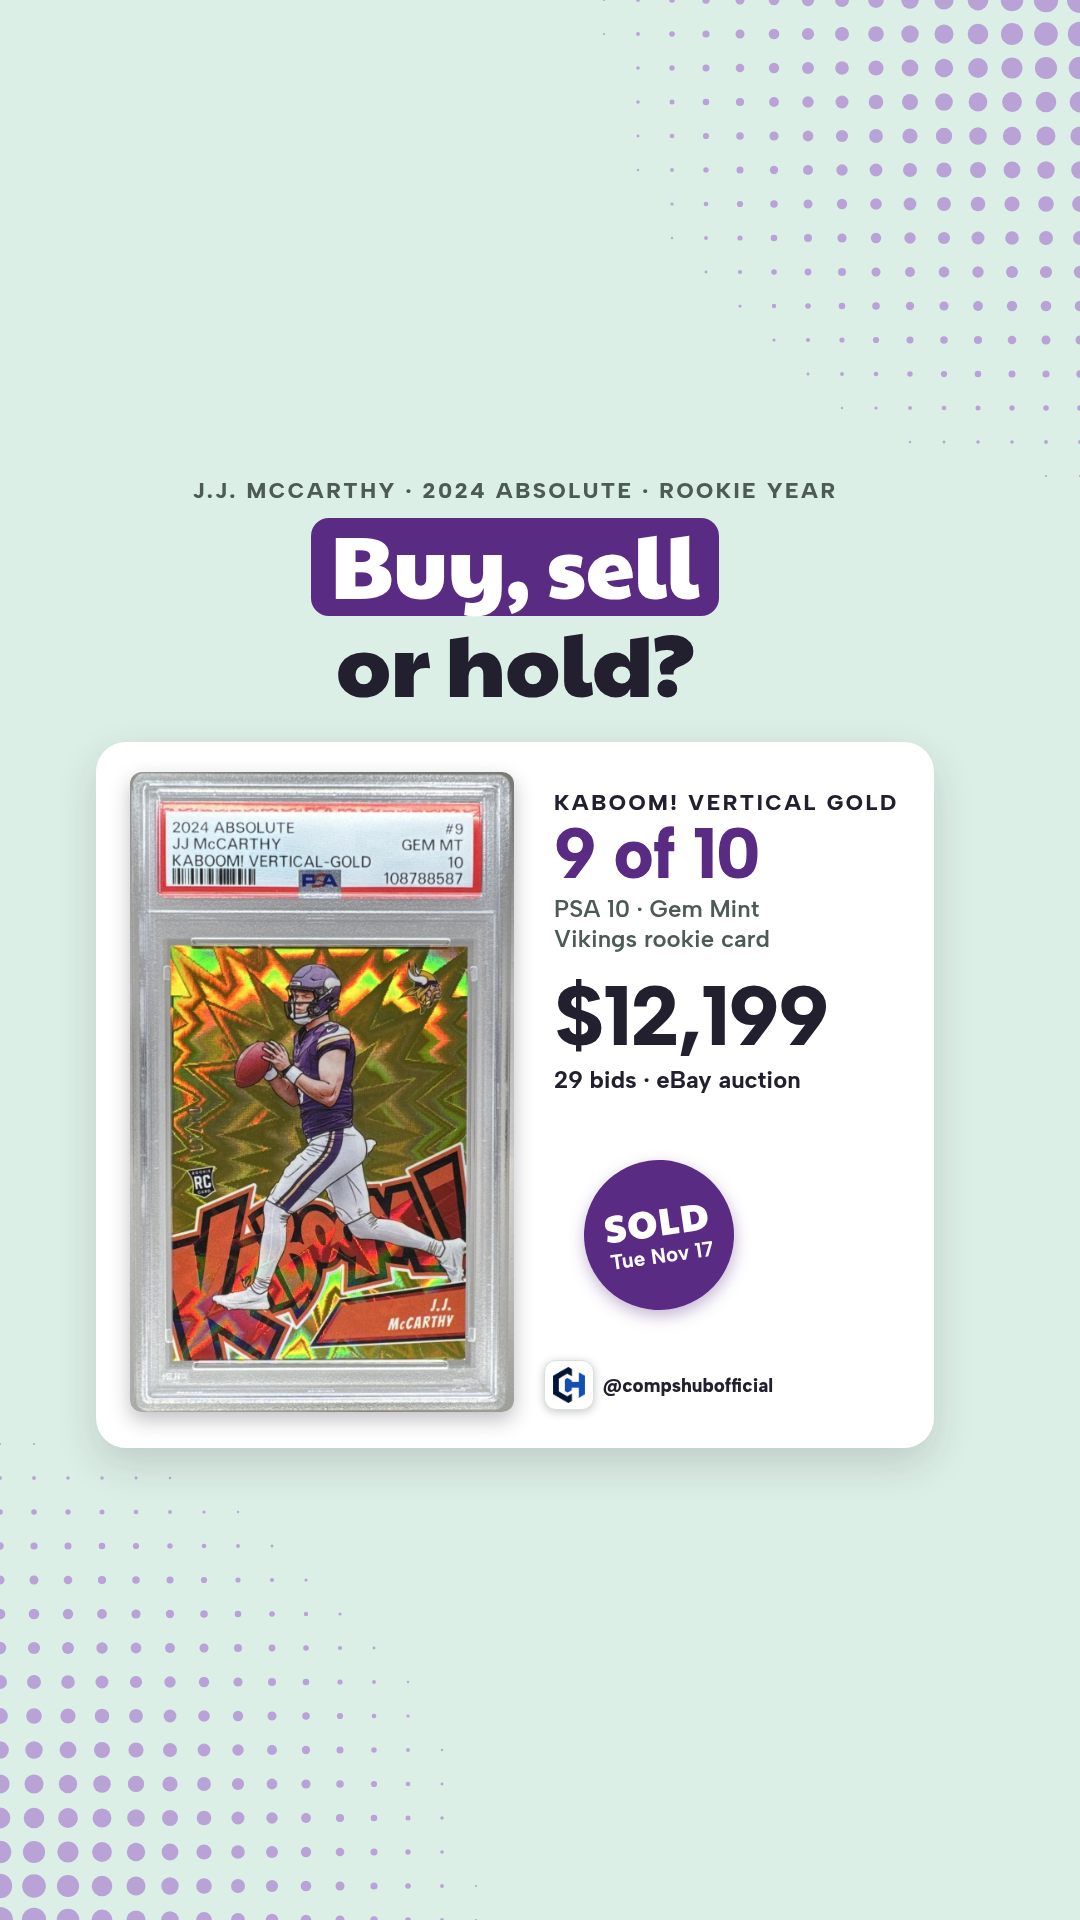 J.J. MCCARTHY · 2024 ABSOLUTE · ROOKIE YEAR
Buy, sell
or hold?
2024 ABSOLUTE #9
JJ McCARTHY GEM MT
KABOOM! VERTICAL-GOLD 10
PSA 108788587
RC
KABOOM!
J.J.
McCARTHY
KABOOM! VERTICAL GOLD
9 of 10
PSA 10 · Gem Mint
Vikings rookie card
$12,199
29 bids · eBay auction
SOLD
Tue Nov 17
@compshubofficial